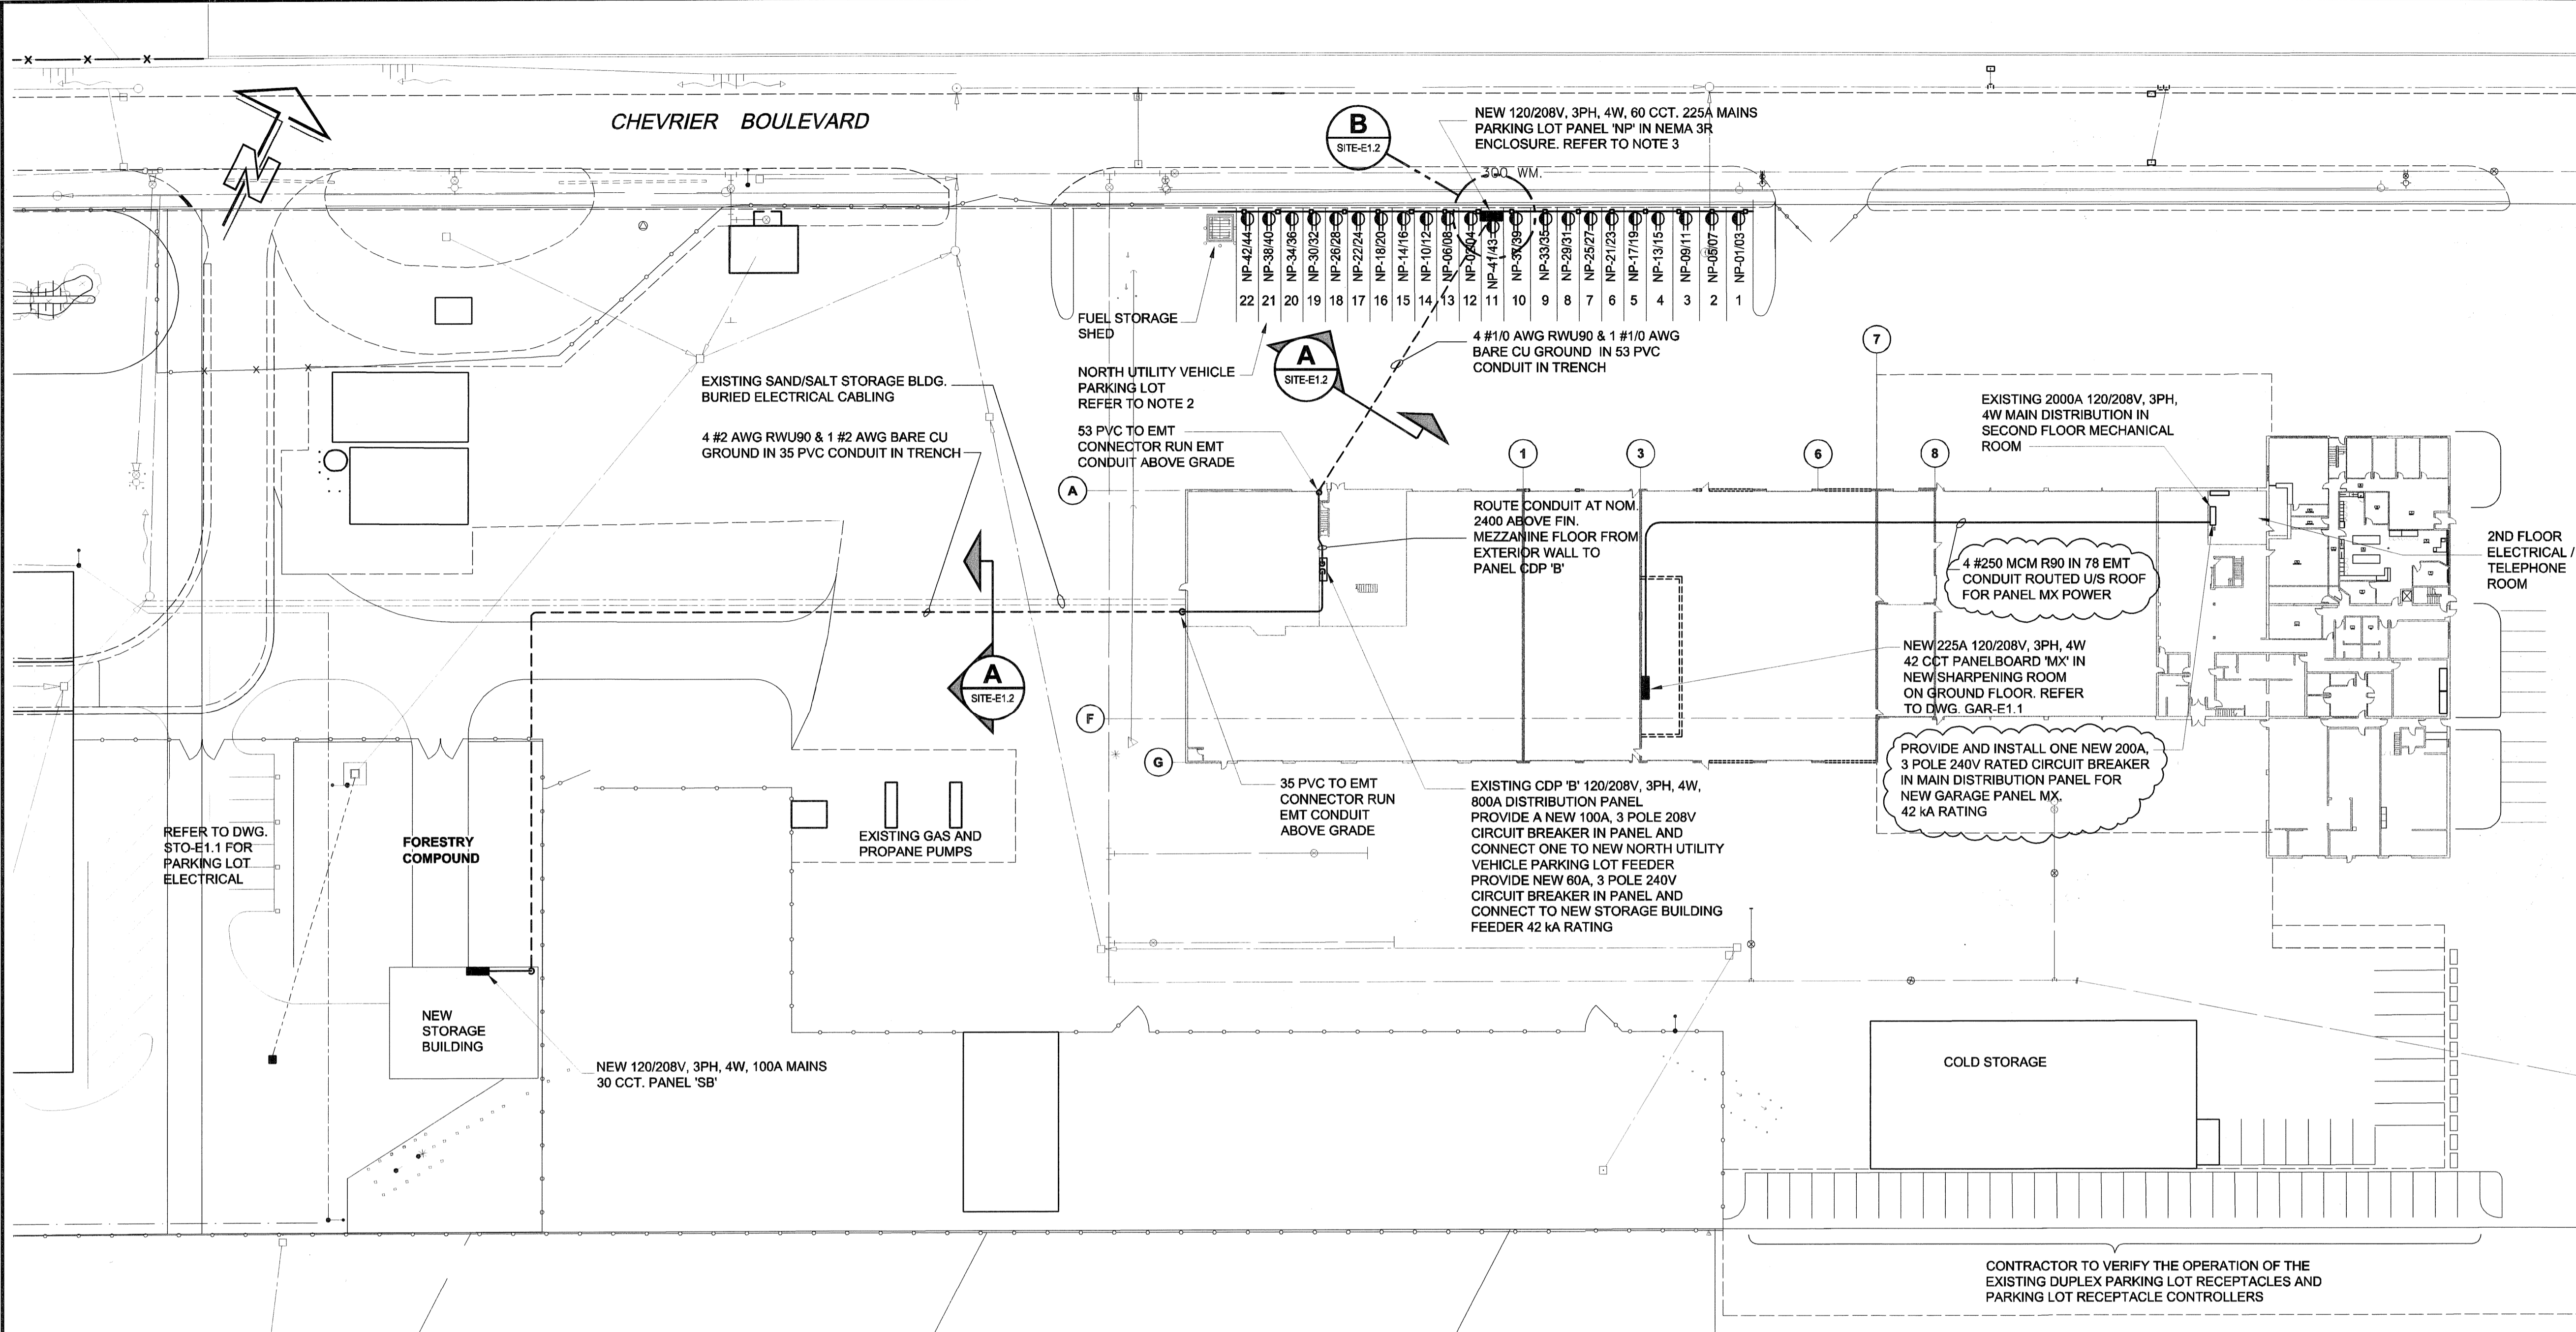 CHEVRIER BOULEVARD
N
B
SITE-E1.2
NEW 120/208V, 3PH, 4W, 60 CCT. 225A MAINS
PARKING LOT PANEL 'NP' IN NEMA 3R
ENCLOSURE. REFER TO NOTE 3
300 WM.
NP-42/44
NP-38/40
NP-34/36
NP-30/32
NP-26/28
NP-22/24
NP-18/20
NP-14/16
NP-10/12
NP-06/08
NP-02/04
NP-41/43
NP-37/39
NP-33/35
NP-29/31
NP-25/27
NP-21/23
NP-17/19
NP-13/15
NP-09/11
NP-05/07
NP-01/03
22 21 20 19 18 17 16 15 14 13 12 11 10 9 8 7 6 5 4 3 2 1
FUEL STORAGE
SHED
NORTH UTILITY VEHICLE
PARKING LOT
REFER TO NOTE 2
53 PVC TO EMT
CONNECTOR RUN EMT
CONDUIT ABOVE GRADE
A
SITE-E1.2
4 #1/0 AWG RWU90 & 1 #1/0 AWG
BARE CU GROUND IN 53 PVC
CONDUIT IN TRENCH
EXISTING SAND/SALT STORAGE BLDG.
BURIED ELECTRICAL CABLING
4 #2 AWG RWU90 & 1 #2 AWG BARE CU
GROUND IN 35 PVC CONDUIT IN TRENCH
7
EXISTING 2000A 120/208V, 3PH,
4W MAIN DISTRIBUTION IN
SECOND FLOOR MECHANICAL
ROOM
1
3
6
8
A
ROUTE CONDUIT AT NOM.
2400 ABOVE FIN.
MEZZANINE FLOOR FROM
EXTERIOR WALL TO
PANEL CDP 'B'
2ND FLOOR
ELECTRICAL /
TELEPHONE
ROOM
4 #250 MCM R90 IN 78 EMT
CONDUIT ROUTED U/S ROOF
FOR PANEL MX POWER
NEW 225A 120/208V, 3PH, 4W
42 CCT PANELBOARD 'MX' IN
NEW SHARPENING ROOM
ON GROUND FLOOR. REFER
TO DWG. GAR-E1.1
A
SITE-E1.2
F
G
PROVIDE AND INSTALL ONE NEW 200A,
3 POLE 240V RATED CIRCUIT BREAKER
IN MAIN DISTRIBUTION PANEL FOR
NEW GARAGE PANEL MX.
42 kA RATING
35 PVC TO EMT
CONNECTOR RUN
EMT CONDUIT
ABOVE GRADE
EXISTING CDP 'B' 120/208V, 3PH, 4W,
800A DISTRIBUTION PANEL
PROVIDE A NEW 100A, 3 POLE 208V
CIRCUIT BREAKER IN PANEL AND
CONNECT ONE TO NEW NORTH UTILITY
VEHICLE PARKING LOT FEEDER
PROVIDE NEW 60A, 3 POLE 240V
CIRCUIT BREAKER IN PANEL AND
CONNECT TO NEW STORAGE BUILDING
FEEDER 42 kA RATING
REFER TO DWG.
STO-E1.1 FOR
PARKING LOT
ELECTRICAL
FORESTRY
COMPOUND
EXISTING GAS AND
PROPANE PUMPS
NEW
STORAGE
BUILDING
NEW 120/208V, 3PH, 4W, 100A MAINS
30 CCT. PANEL 'SB'
COLD STORAGE
CONTRACTOR TO VERIFY THE OPERATION OF THE
EXISTING DUPLEX PARKING LOT RECEPTACLES AND
PARKING LOT RECEPTACLE CONTROLLERS